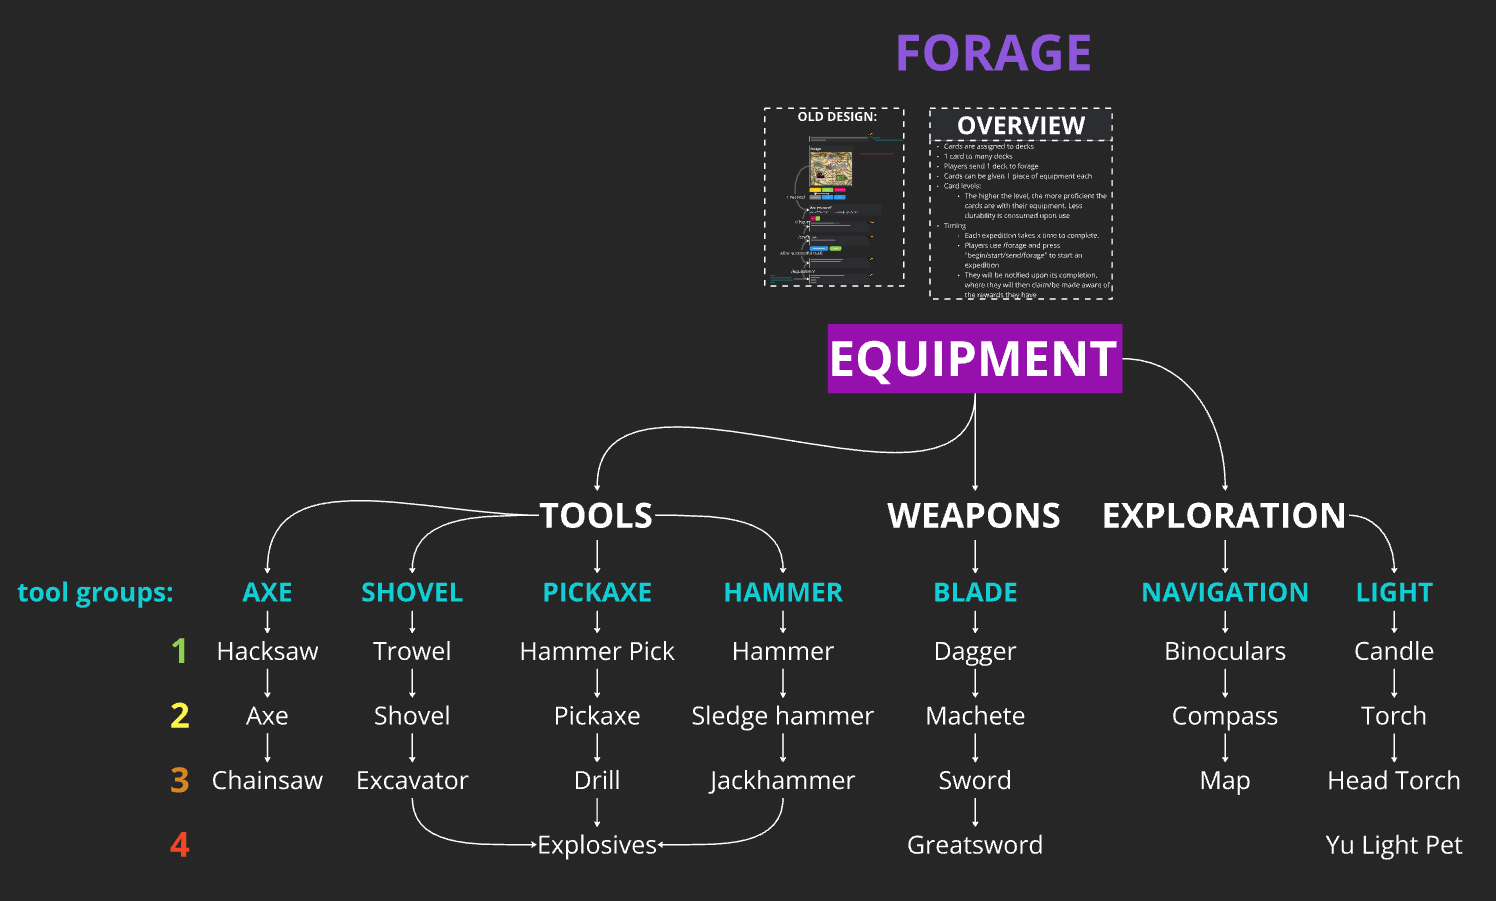 FORAGE
OLD DESIGN:
OVERVIEW
Cards are assigned to decks
1 card to many decks
Players send 1 deck to forage
Cards can be given 1 piece of equipment each
Card levels:
The higher the level, the more proficient the
cards are with their equipment. Less
durability is consumed upon use
Timing
Each expedition takes x time to complete.
Players use /forage and press
"begin/start/send/forage" to start an
expedition
They will be notified upon its completion,
where they will then claim/be made aware of
the rewards they have
EQUIPMENT
TOOLS WEAPONS EXPLORATION
tool groups: AXE SHOVEL PICKAXE HAMMER BLADE NAVIGATION LIGHT
1 Hacksaw Trowel Hammer Pick Hammer Dagger Binoculars Candle
2 Axe Shovel Pickaxe Sledge hammer Machete Compass Torch
3 Chainsaw Excavator Drill Jackhammer Sword Map Head Torch
4 Explosives Greatsword Yu Light Pet